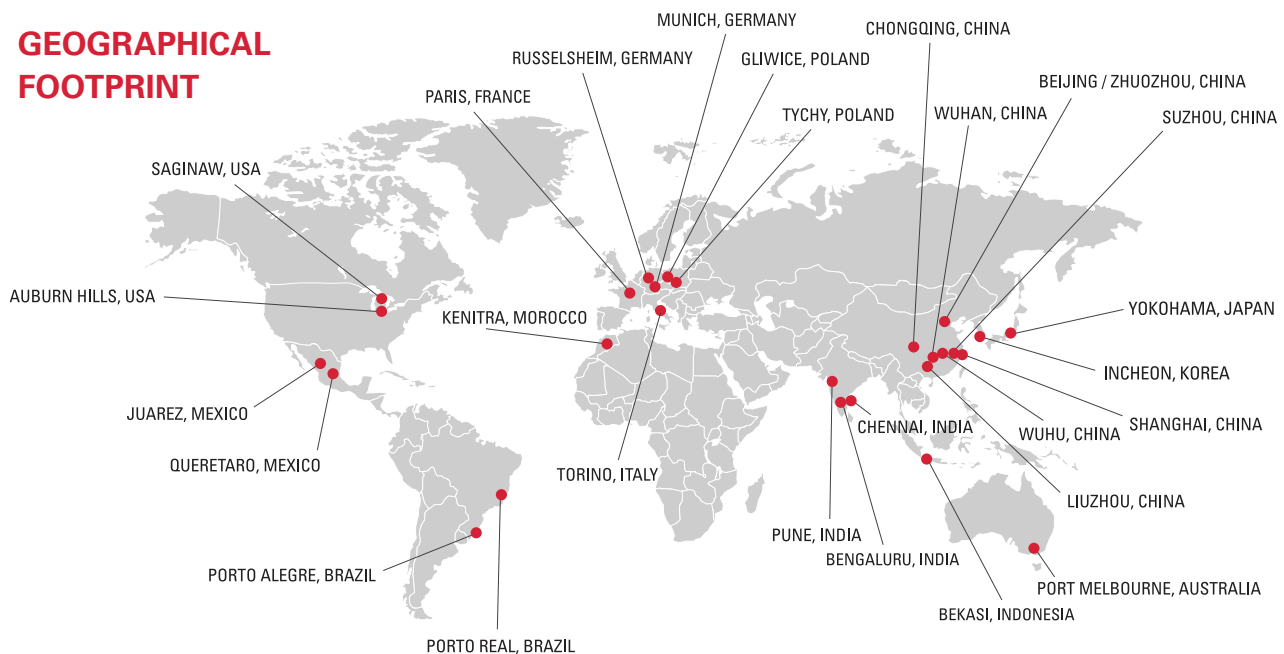 GEOGRAPHICAL
FOOTPRINT
MUNICH, GERMANY
CHONGQING, CHINA
RUSSELSHEIM, GERMANY
GLIWICE, POLAND
BEIJING / ZHUOZHOU, CHINA
PARIS, FRANCE
TYCHY, POLAND
WUHAN, CHINA
SUZHOU, CHINA
SAGINAW, USA
AUBURN HILLS, USA
KENITRA, MOROCCO
YOKOHAMA, JAPAN
INCHEON, KOREA
JUAREZ, MEXICO
CHENNAI, INDIA
SHANGHAI, CHINA
WUHU, CHINA
QUERETARO, MEXICO
TORINO, ITALY
LIUZHOU, CHINA
PUNE, INDIA
BENGALURU, INDIA
PORTO ALEGRE, BRAZIL
PORT MELBOURNE, AUSTRALIA
BEKASI, INDONESIA
PORTO REAL, BRAZIL